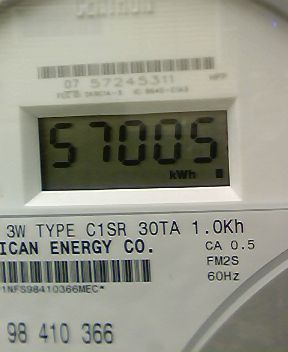 07 57245311
57005
kWh
3W TYPE C1SR 30TA 1.0Kh
ICAN ENERGY CO.
CA 0.5
FM2S
60Hz
*1NFS98410366MEC*
98 410 366